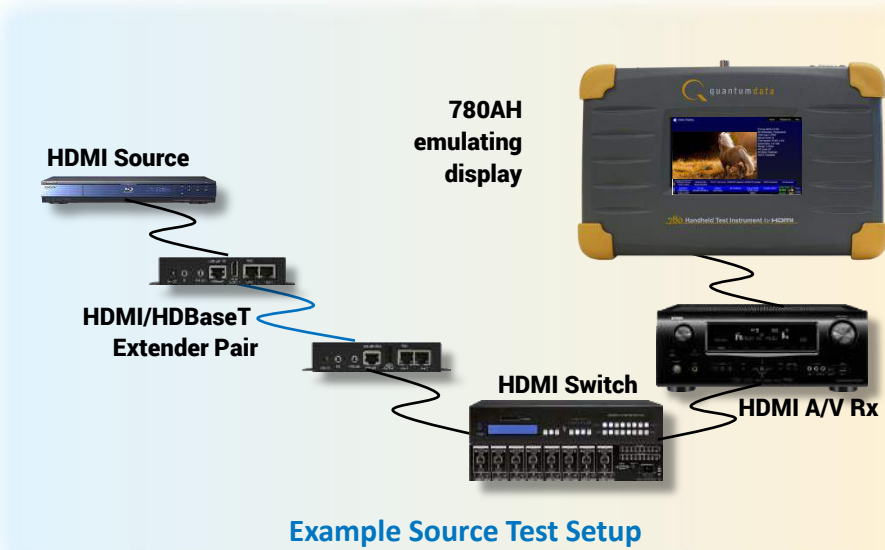 780AH
emulating
display
quantumdata
HDMI Source
780 Handheld Test Instrument for HDMI
HDMI/HDBaseT
Extender Pair
HDMI Switch
HDMI A/V Rx
Example Source Test Setup